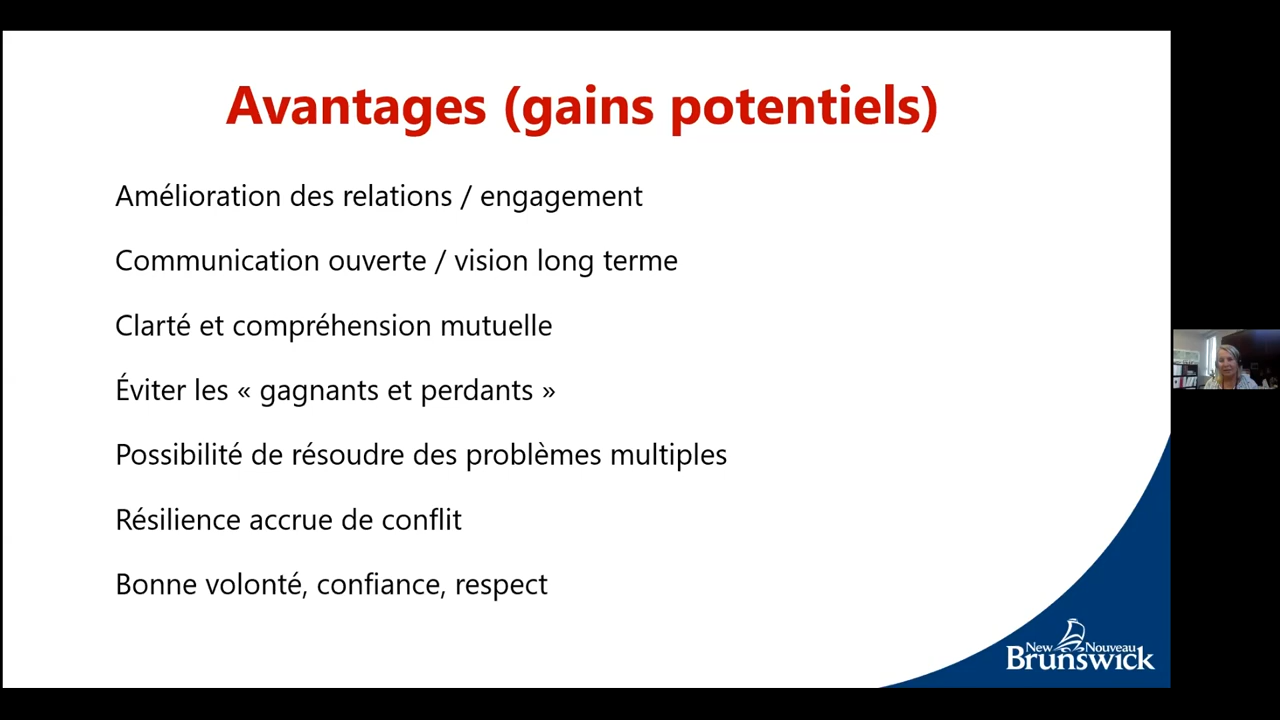 Avantages (gains potentiels)
Amélioration des relations / engagement
Communication ouverte / vision long terme
Clarté et compréhension mutuelle
Éviter les « gagnants et perdants »
Possibilité de résoudre des problèmes multiples
Résilience accrue de conflit
Bonne volonté, confiance, respect
New Nouveau
Brunswick